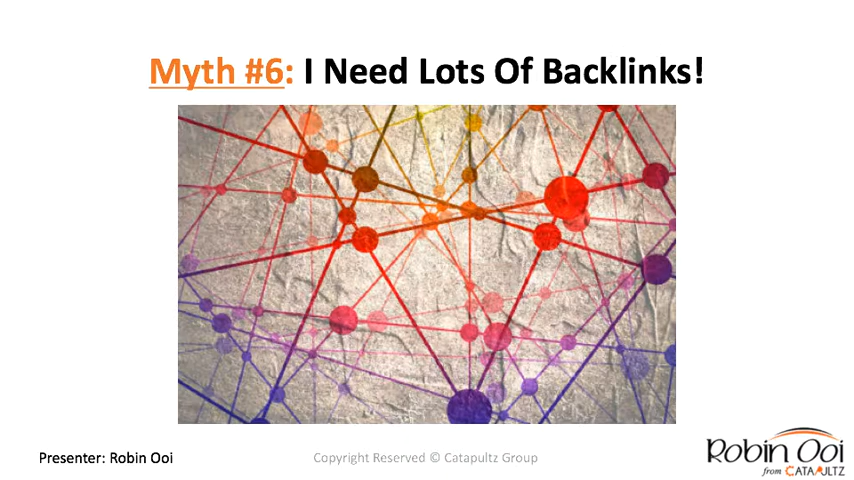 Myth #6: I Need Lots Of Backlinks!
Presenter: Robin Ooi
Copyright Reserved © Catapultz Group
Robin Ooi
from CATAPULTZ